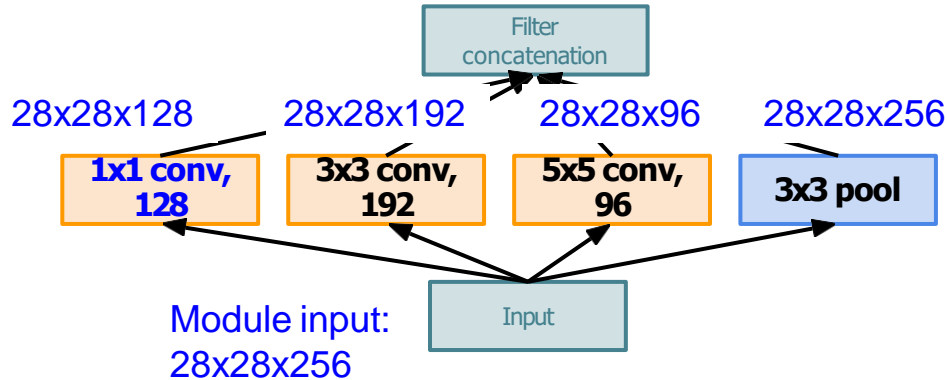 Filter
concatenation
28x28x128 28x28x192 28x28x96 28x28x256
1x1 conv,
128
3x3 conv,
192
5x5 conv,
96
3x3 pool
Input
Module input:
28x28x256